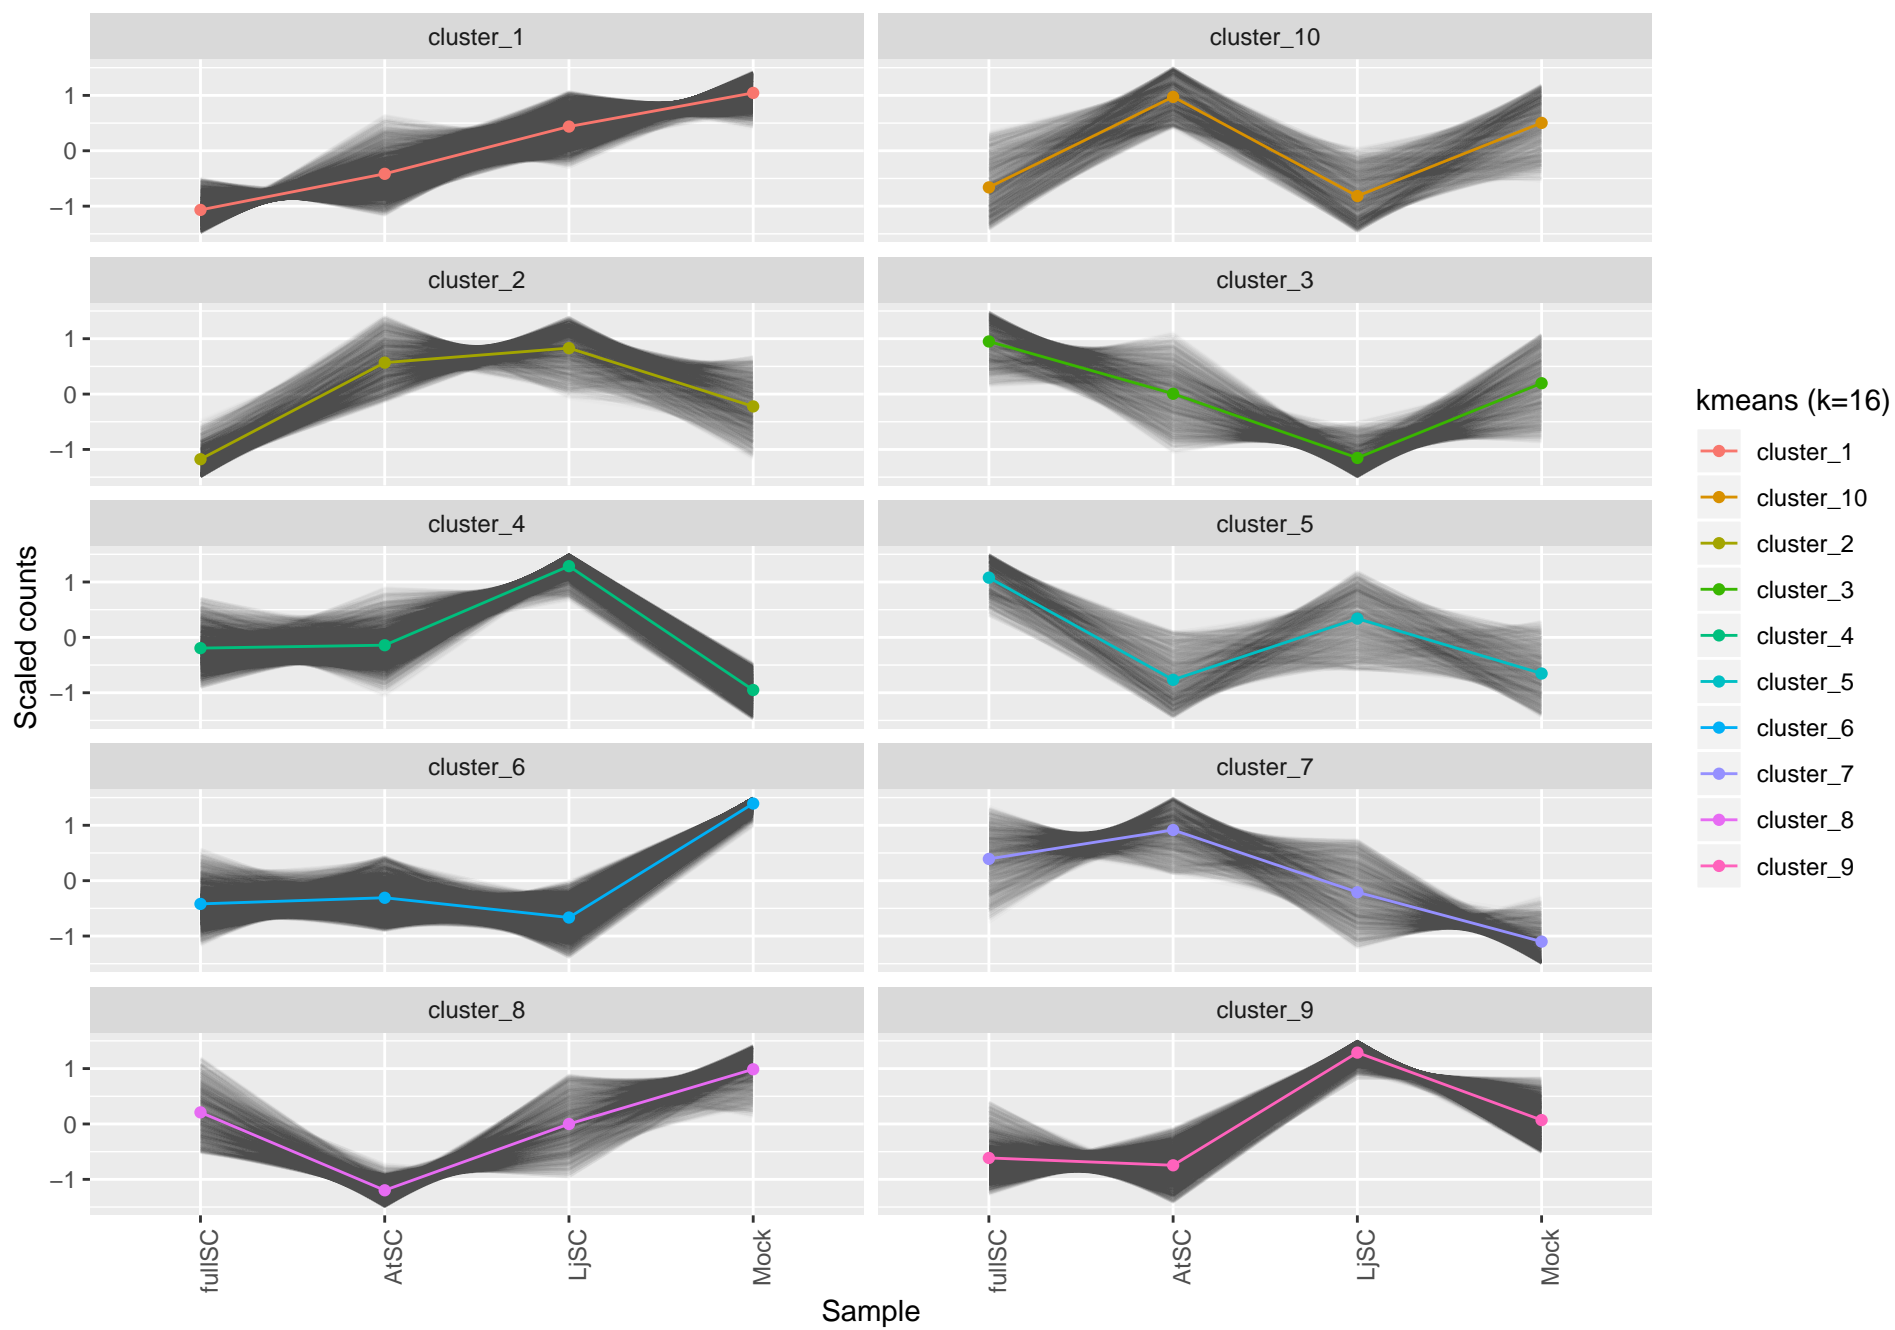 cluster_1
cluster_10
1
0
−1
cluster_2
cluster_3
1
0
−1
cluster_4
cluster_5
1
0
−1
cluster_6
cluster_7
1
0
−1
cluster_8
cluster_9
1
0
−1
fullSC
AtSC
LjSC
Mock
fullSC
AtSC
LjSC
Mock
Sample
Scaled counts
kmeans (k=16)
cluster_1
cluster_10
cluster_2
cluster_3
cluster_4
cluster_5
cluster_6
cluster_7
cluster_8
cluster_9